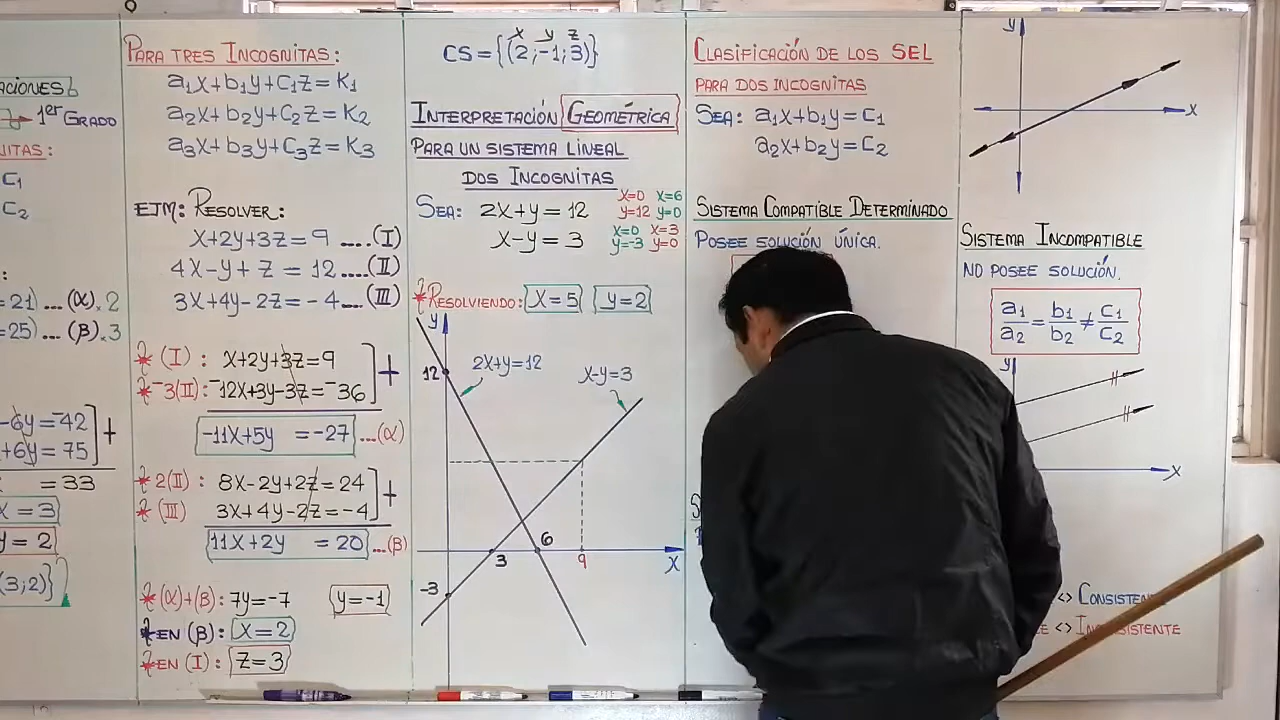 ACIONES
1er GRADO
NITAS:
C1
C2
:
=21) ... (α)x2
=25) ... (β)x3
-6y=-42
+6y=75
+
=33
x=3
y=2
(3;2)}
PARA TRES INCOGNITAS:
a1x+b1y+C1z=K1
a2x+b2y+C2z=K2
a3x+b3y+C3z=K3
EJM: RESOLVER:
x+2y+3z=9 ....(I)
4x-y+z=12....(II)
3x+4y-2z=-4...(III)
* (I): x+2y+3z=9
*-3(II): -12x+3y-3z=-36
+
-11x+5y =-27 ...(α)
*2(II): 8x-2y+2z=24
*(III) 3x+4y-2z=-4
+
11x+2y =20 ...(β)
*(α)+(β): 7y=-7 y=-1
*EN (β): x=2
*EN (I): z=3
x y z
CS={(2;-1;3)}
INTERPRETACIÓN GEOMÉTRICA
PARA UN SISTEMA LINEAL
DOS INCOGNITAS
SEA: 2x+y=12
x=0 x=6
y=12 y=0
x-y=3
x=0 x=3
y=-3 y=0
*RESOLVIENDO: x=5 y=2
y
12
2x+y=12
x-y=3
6
3
9
x
-3
CLASIFICACIÓN DE LOS SEL
PARA DOS INCOGNITAS
SEA: a1x+b1y=C1
a2x+b2y=C2
SISTEMA COMPATIBLE DETERMINADO
POSEE SOLUCIÓN ÚNICA.
y
x
SISTEMA INCOMPATIBLE
NO POSEE SOLUCIÓN.
a1/a2=b1/b2≠C1/C2
y
x
<> CONSISTENTE
<> INCONSISTENTE